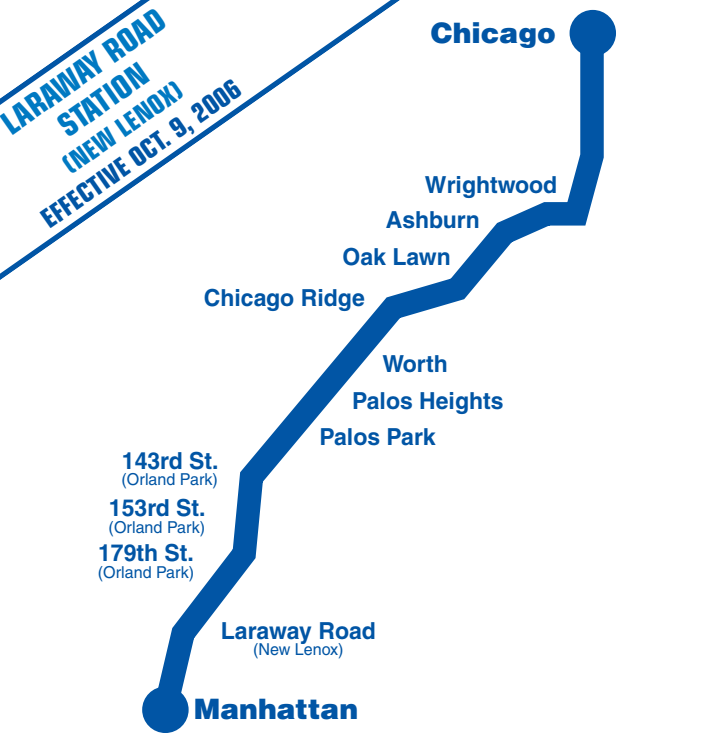 LARAWAY ROAD
STATION
(NEW LENOX)
EFFECTIVE OCT. 9, 2006
Chicago
Wrightwood
Ashburn
Oak Lawn
Chicago Ridge
Worth
Palos Heights
Palos Park
143rd St.
(Orland Park)
153rd St.
(Orland Park)
179th St.
(Orland Park)
Laraway Road
(New Lenox)
Manhattan